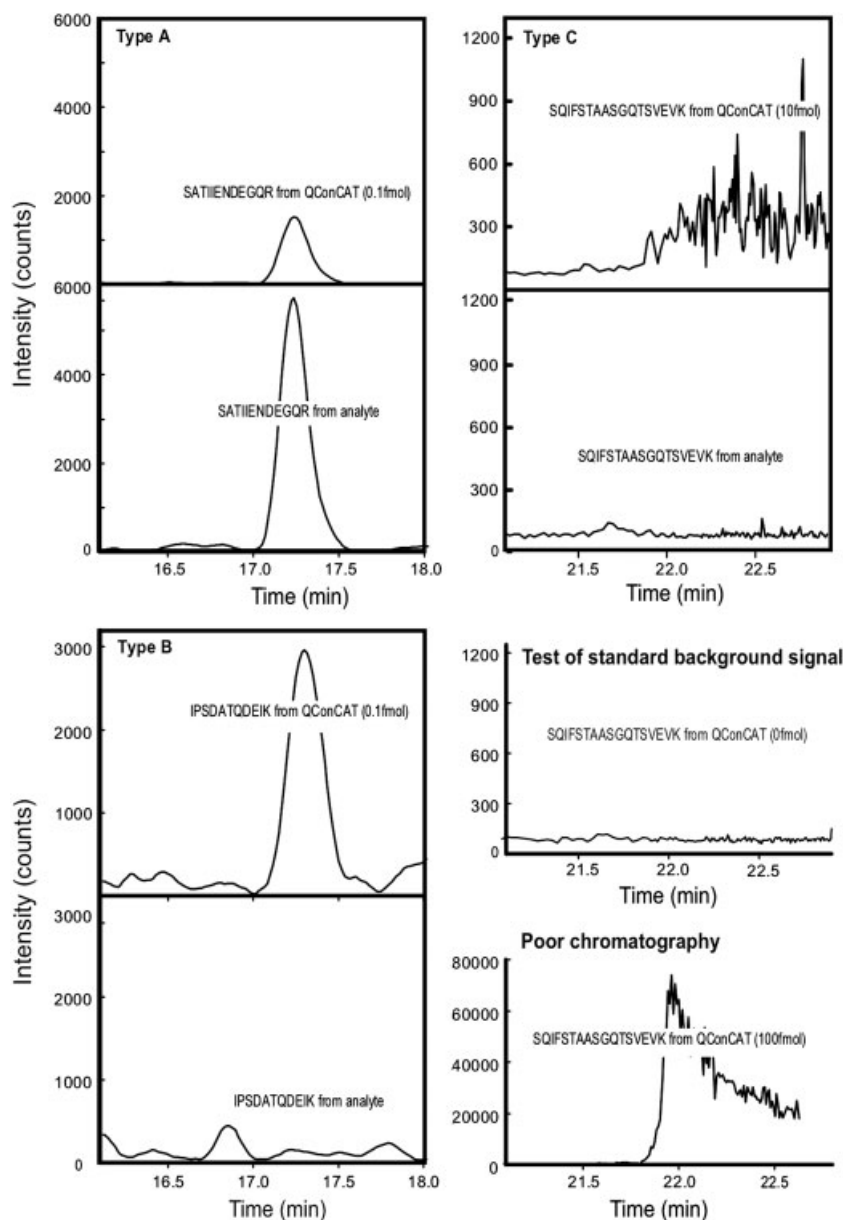 Type A
6000
4000
2000
0
SATIIENDEGQR from QConCAT (0.1fmol)
6000
4000
2000
0
SATIIENDEGQR from analyte
16.5 17.0 17.5 18.0
Time (min)
Intensity (counts)
Type C
1200
900
600
300
SQIFSTAASGQTSVEVK from QConCAT (10fmol)
1200
900
600
300
0
SQIFSTAASGQTSVEVK from analyte
21.5 22.0 22.5
Time (min)
Type B
3000
2000
1000
IPSDATQDEIK from QConCAT (0.1fmol)
3000
2000
1000
0
IPSDATQDEIK from analyte
16.5 17.0 17.5 18.0
Time (min)
Intensity (counts)
Test of standard background signal
1200
900
600
300
0
SQIFSTAASGQTSVEVK from QConCAT (0fmol)
21.5 22.0 22.5
Time (min)
Poor chromatography
80000
60000
40000
20000
0
SQIFSTAASGQTSVEVK from QConCAT (100fmol)
21.5 22.0 22.5
Time (min)